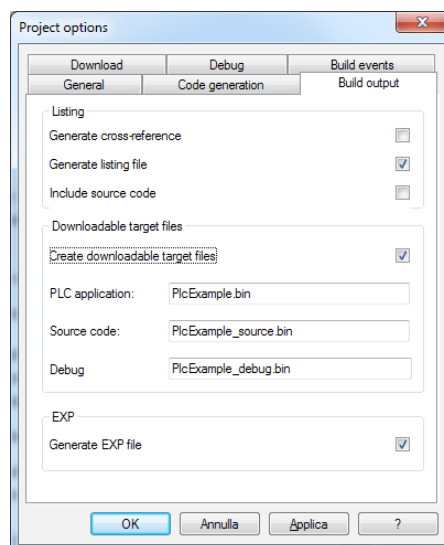 Project options
Download Debug Build events
General Code generation Build output
Listing
Generate cross-reference
Generate listing file
Include source code
Downloadable target files
Create downloadable target files
PLC application: PlcExample.bin
Source code: PlcExample_source.bin
Debug PlcExample_debug.bin
EXP
Generate EXP file
OK Annulla Applica ?